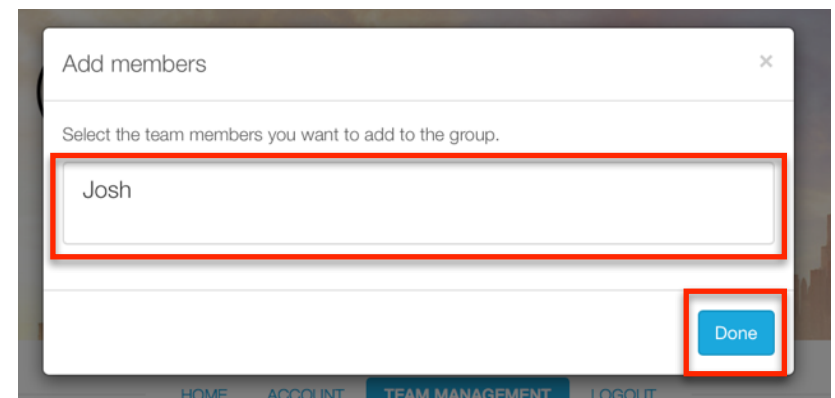 Add members ×
Select the team members you want to add to the group.
Josh
Done
HOME ACCOUNT TEAM MANAGEMENT LOGOUT